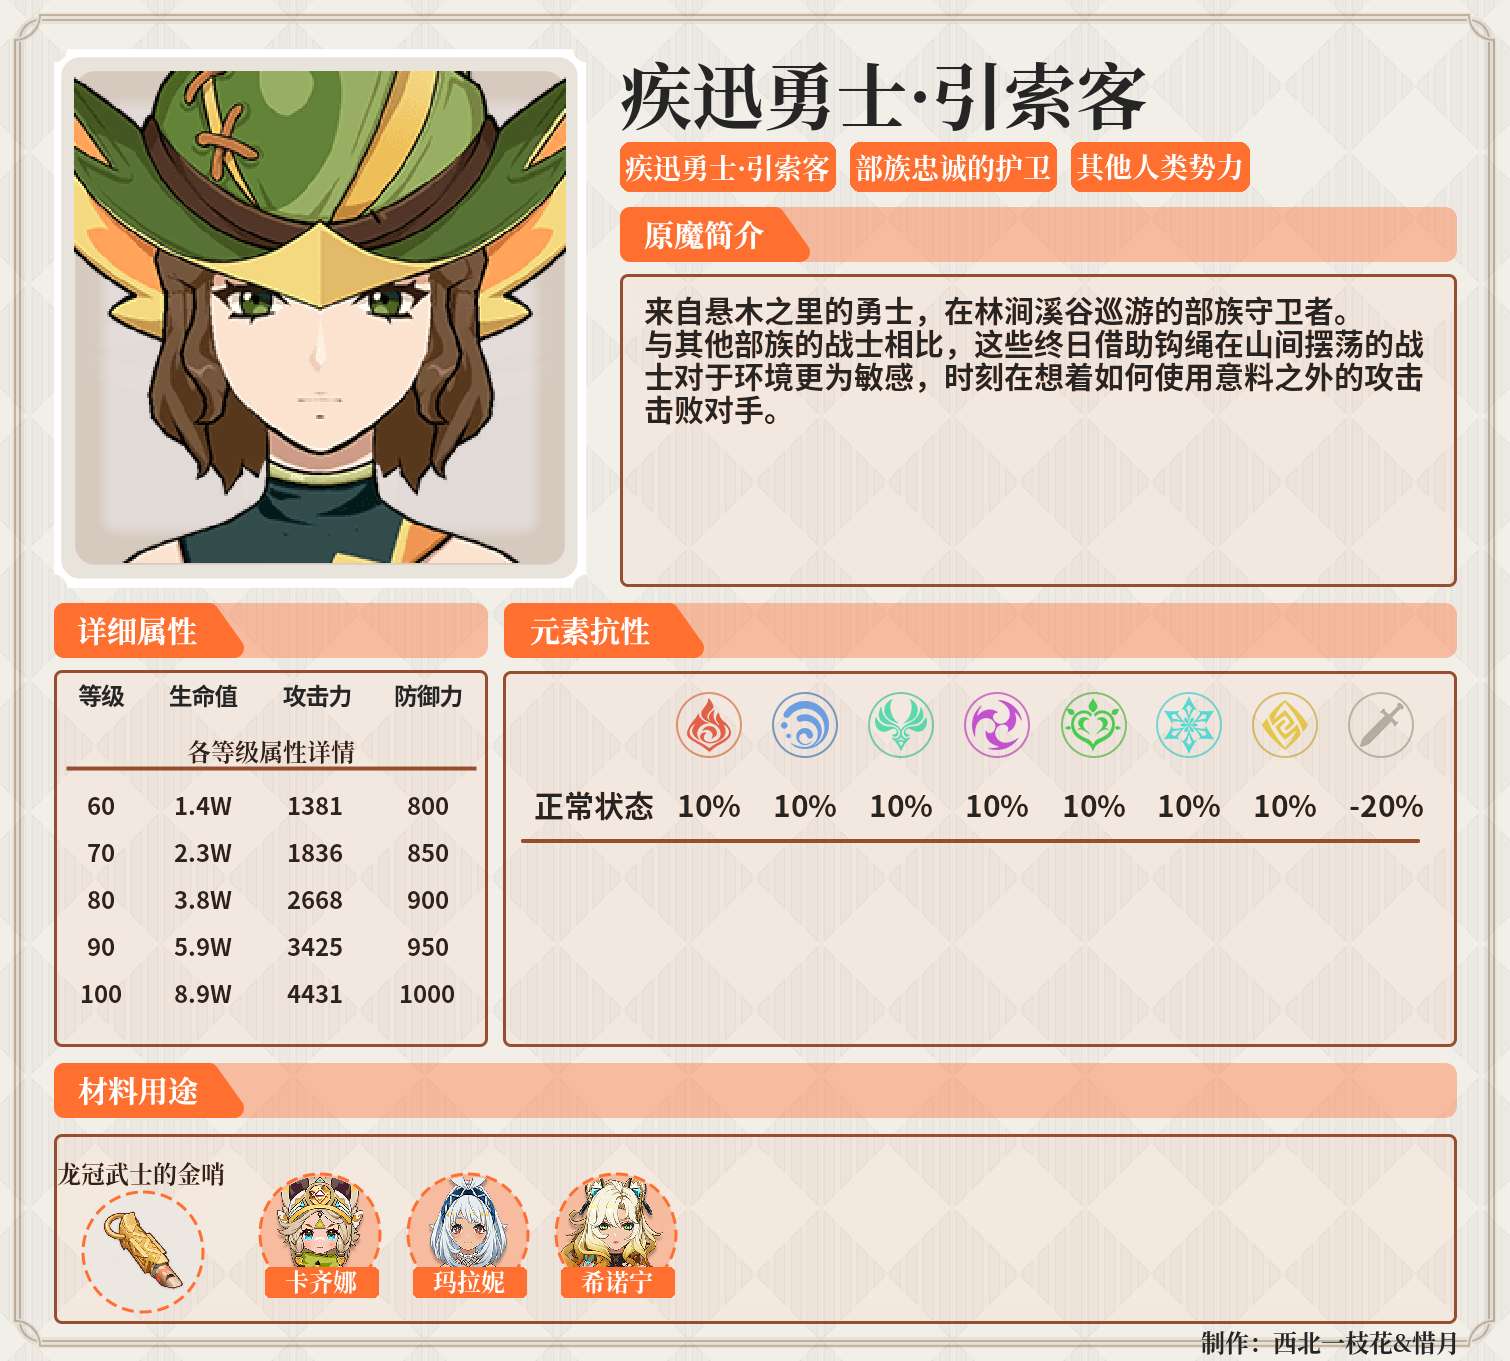 疾迅勇士·引索客
疾迅勇士·引索客 部族忠诚的护卫 其他人类势力
原魔简介
来自悬木之里的勇士，在林涧溪谷巡游的部族守卫者。
与其他部族的战士相比，这些终日借助钩绳在山间摆荡的战
士对于环境更为敏感，时刻在想着如何使用意料之外的攻击
击败对手。
详细属性
等级 生命值 攻击力 防御力
各等级属性详情
60 1.4W 1381 800
70 2.3W 1836 850
80 3.8W 2668 900
90 5.9W 3425 950
100 8.9W 4431 1000
元素抗性
正常状态 10% 10% 10% 10% 10% 10% 10% -20%
材料用途
龙冠武士的金哨
卡齐娜 玛拉妮 希诺宁
制作：西北一枝花&惜月